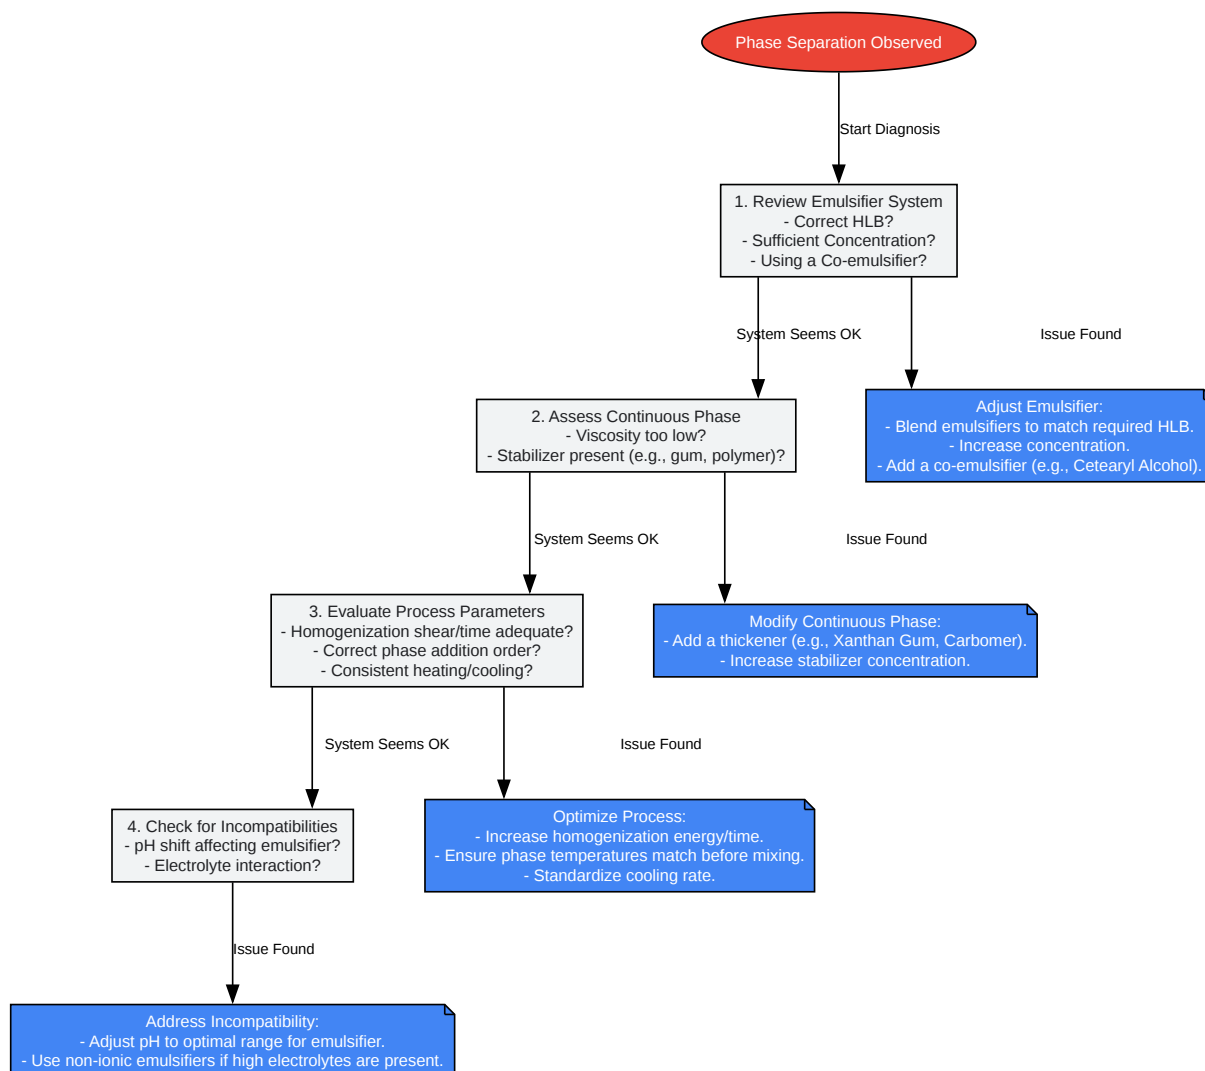 Phase Separation Observed
Start Diagnosis
1. Review Emulsifier System
- Correct HLB?
- Sufficient Concentration?
- Using a Co-emulsifier?
System Seems OK
Issue Found
Adjust Emulsifier:
- Blend emulsifiers to match required HLB.
- Increase concentration.
- Add a co-emulsifier (e.g., Cetearyl Alcohol).
2. Assess Continuous Phase
- Viscosity too low?
- Stabilizer present (e.g., gum, polymer)?
System Seems OK
Issue Found
Modify Continuous Phase:
- Add a thickener (e.g., Xanthan Gum, Carbomer).
- Increase stabilizer concentration.
3. Evaluate Process Parameters
- Homogenization shear/time adequate?
- Correct phase addition order?
- Consistent heating/cooling?
System Seems OK
Issue Found
Optimize Process:
- Increase homogenization energy/time.
- Ensure phase temperatures match before mixing.
- Standardize cooling rate.
4. Check for Incompatibilities
- pH shift affecting emulsifier?
- Electrolyte interaction?
Issue Found
Address Incompatibility:
- Adjust pH to optimal range for emulsifier.
- Use non-ionic emulsifiers if high electrolytes are present.